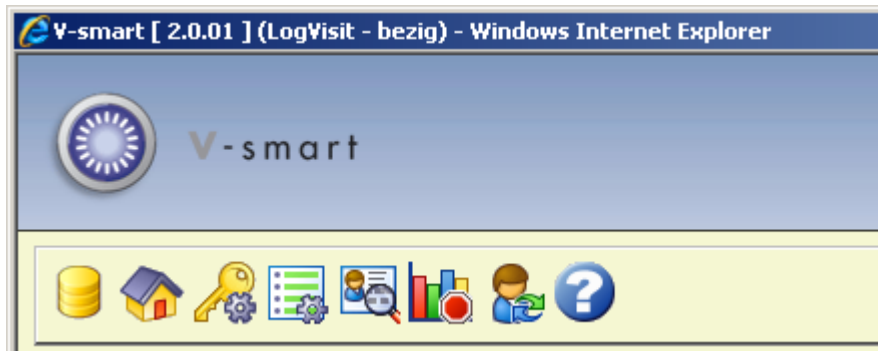 V-smart [ 2.0.01 ] (LogVisit - bezig) - Windows Internet Explorer
V-smart